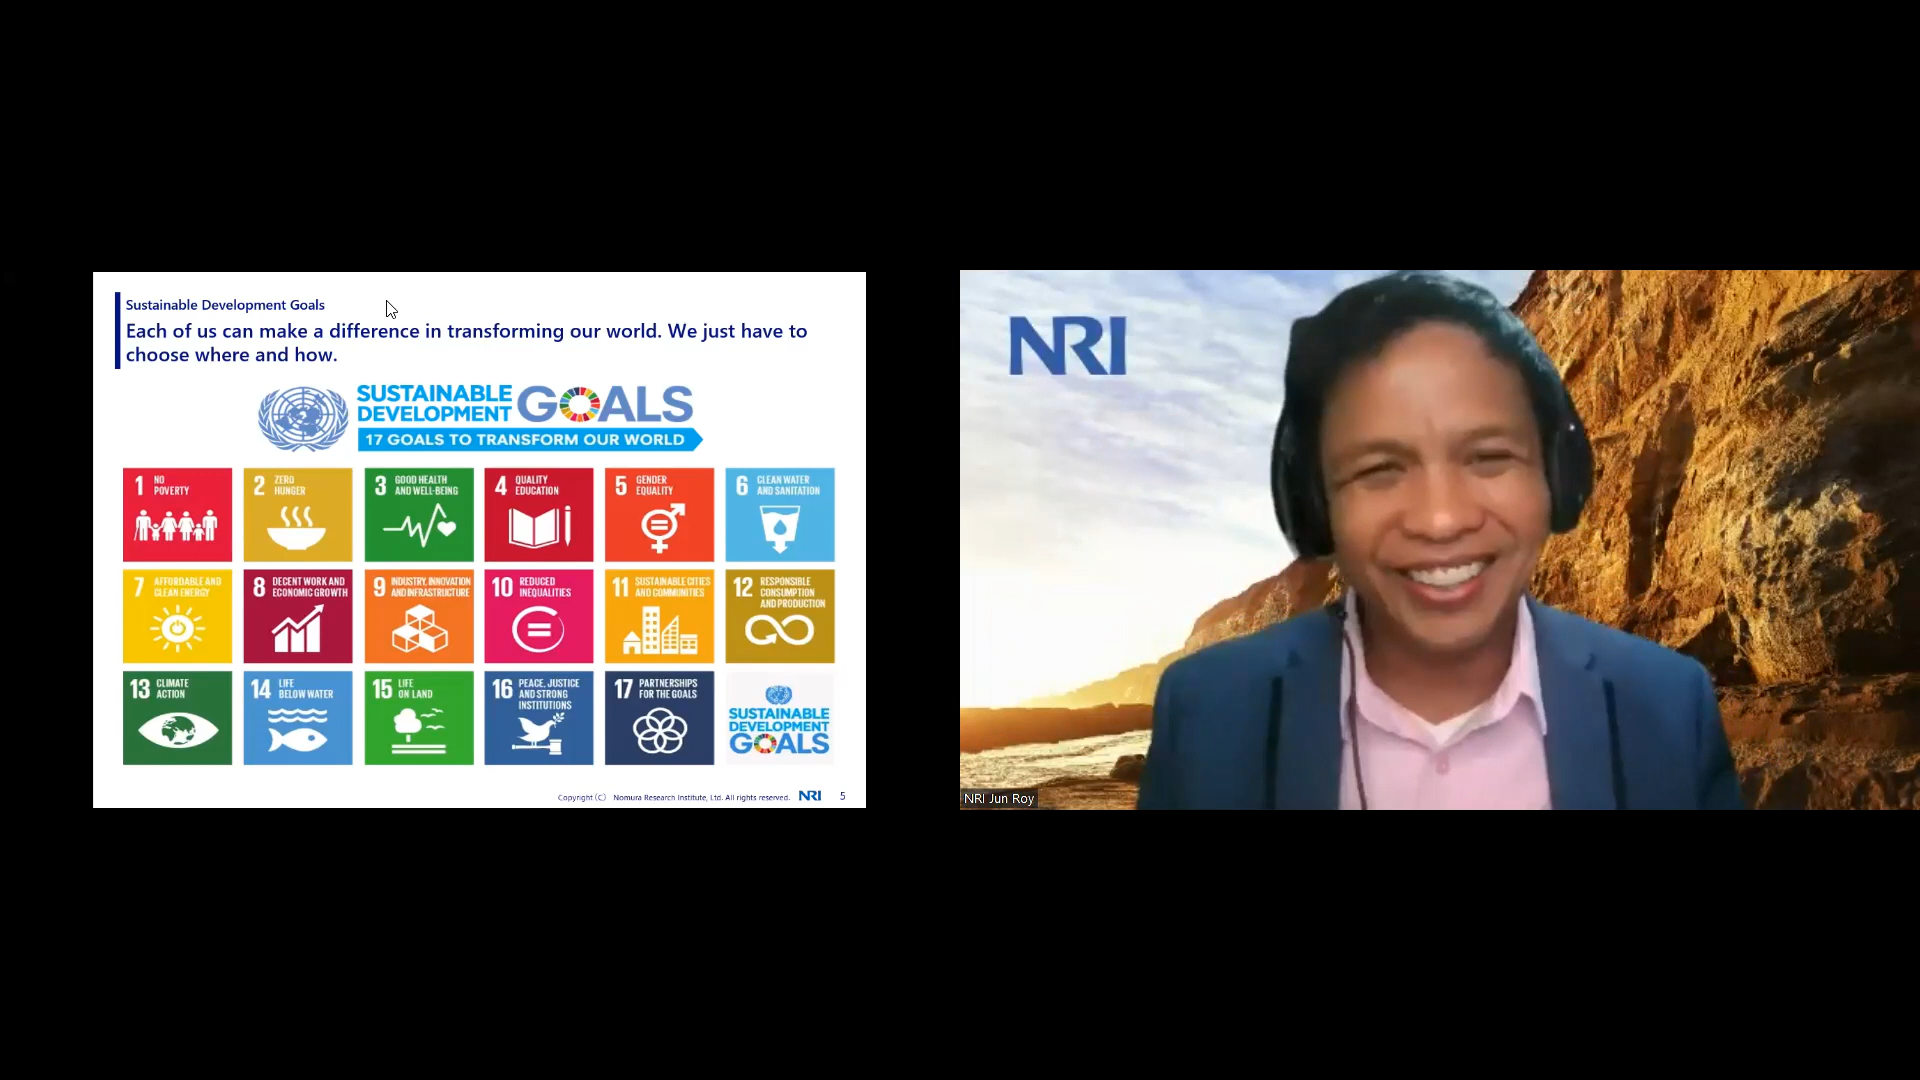 Sustainable Development Goals
Each of us can make a difference in transforming our world. We just have to
choose where and how.
SUSTAINABLE
DEVELOPMENT GOALS
17 GOALS TO TRANSFORM OUR WORLD
1 NO
POVERTY
2 ZERO
HUNGER
3 GOOD HEALTH
AND WELL-BEING
4 QUALITY
EDUCATION
5 GENDER
EQUALITY
6 CLEAN WATER
AND SANITATION
7 AFFORDABLE AND
CLEAN ENERGY
8 DECENT WORK AND
ECONOMIC GROWTH
9 INDUSTRY, INNOVATION
AND INFRASTRUCTURE
10 REDUCED
INEQUALITIES
11 SUSTAINABLE CITIES
AND COMMUNITIES
12 RESPONSIBLE
CONSUMPTION
AND PRODUCTION
13 CLIMATE
ACTION
14 LIFE
BELOW WATER
15 LIFE
ON LAND
16 PEACE, JUSTICE
AND STRONG
INSTITUTIONS
17 PARTNERSHIPS
FOR THE GOALS
SUSTAINABLE
DEVELOPMENT
GOALS
Copyright (C) Nomura Research Institute, Ltd. All rights reserved. NRI 5
NRI
NRI Jun Roy